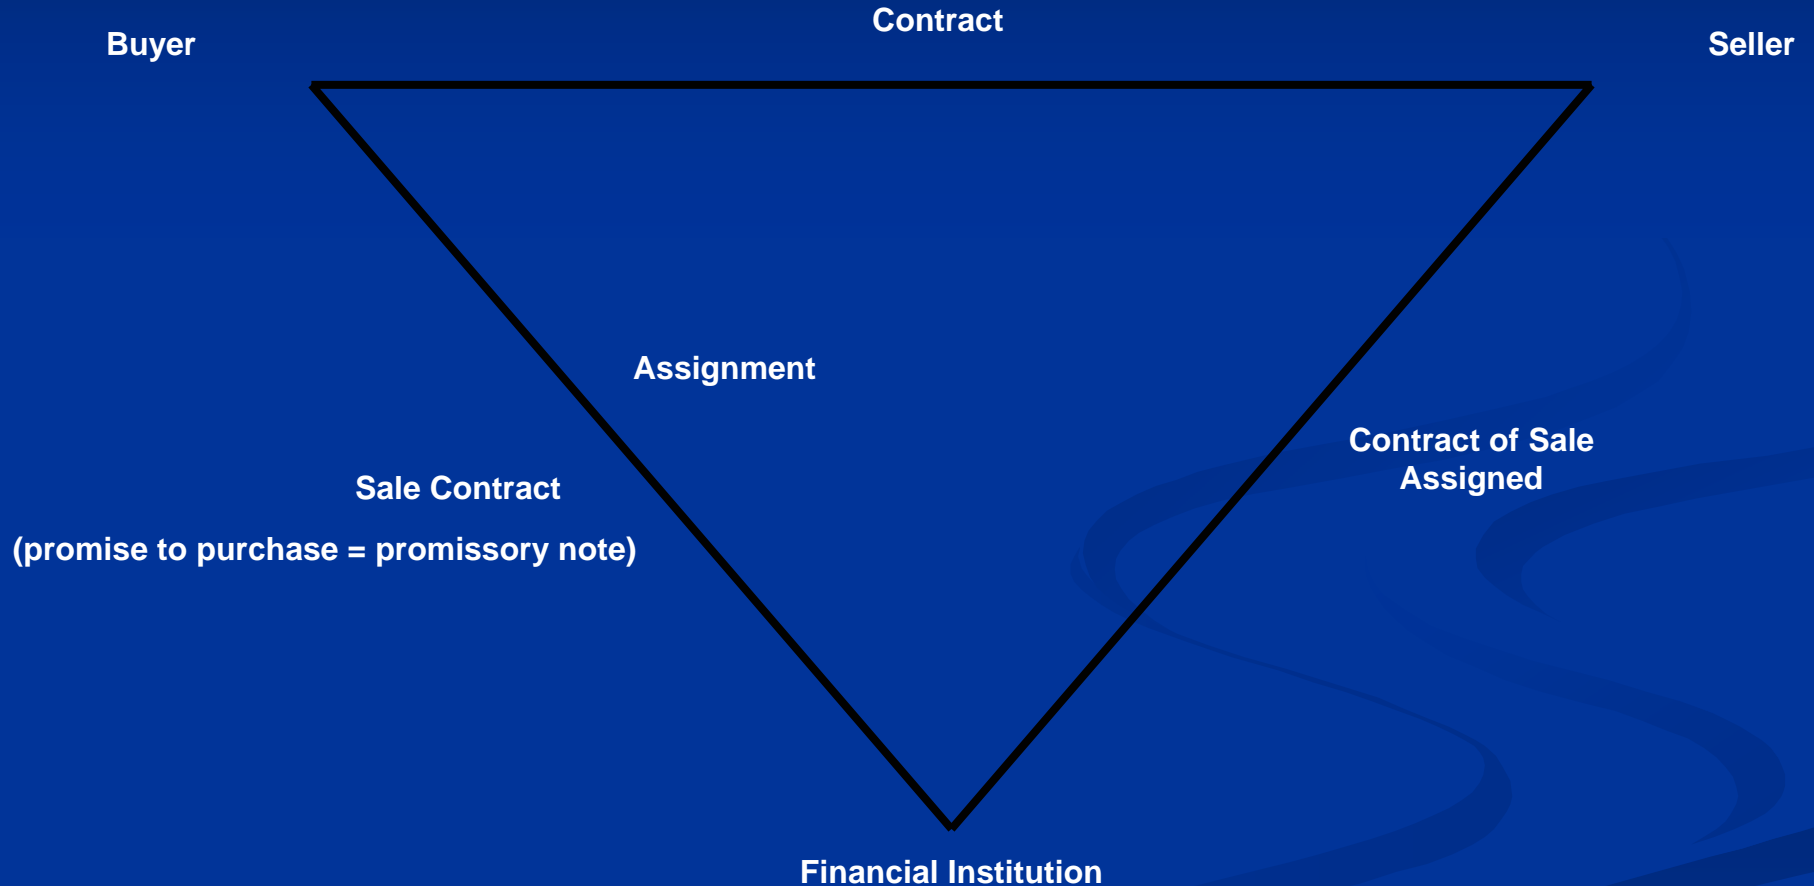 Contract
Buyer
Seller
Assignment
Contract of Sale
Assigned
Sale Contract
(promise to purchase = promissory note)
Financial Institution